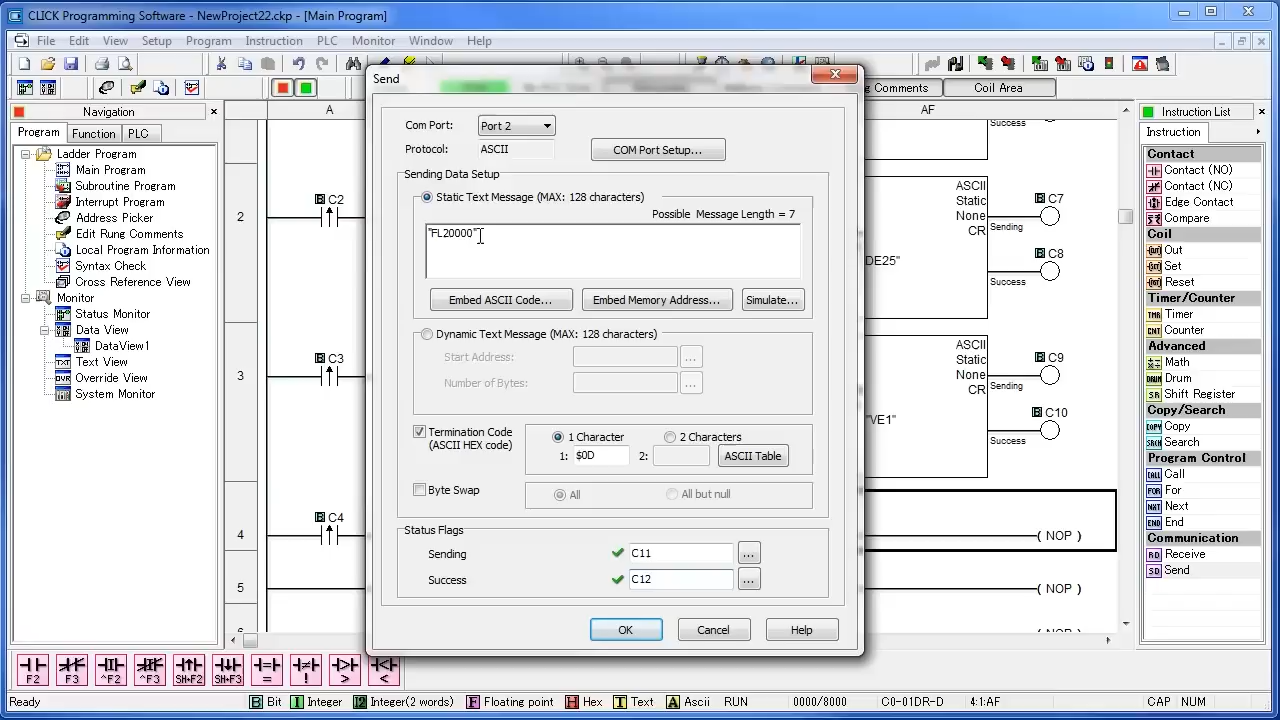 CLICK Programming Software - NewProject22.ckp - [Main Program]
File Edit View Setup Program Instruction PLC Monitor Window Help
Navigation
Program Function PLC
Ladder Program
Main Program
Subroutine Program
Interrupt Program
Address Picker
Edit Rung Comments
Local Program Information
Syntax Check
Cross Reference View
Monitor
Status Monitor
Data View
DataView1
Text View
Override View
System Monitor
A
2
C2
3
C3
4
C4
5
Send
Com Port: Port 2
Protocol: ASCII
COM Port Setup...
Sending Data Setup
Static Text Message (MAX: 128 characters)
Possible Message Length = 7
"FL20000"
Embed ASCII Code...
Embed Memory Address...
Simulate...
Dynamic Text Message (MAX: 128 characters)
Start Address:
...
Number of Bytes:
...
Termination Code
(ASCII HEX code)
1 Character
2 Characters
1: $0D
2:
ASCII Table
Byte Swap
All
All but null
Status Flags
Sending C11 ...
Success C12 ...
OK Cancel Help
Comments
Coil Area
AF
Success
ASCII
Static
None
CR
DE25"
C7
Sending
C8
Success
ASCII
Static
None
CR
VE1"
C9
Sending
C10
Success
( NOP )
( NOP )
( NOP )
Instruction List
Instruction
Contact
Contact (NO)
Contact (NC)
Edge Contact
Compare
Coil
Out
Set
Reset
Timer/Counter
Timer
Counter
Advanced
Math
Drum
Shift Register
Copy/Search
Copy
Search
Program Control
Call
For
Next
End
Communication
Receive
Send
F2 F3 ^F2 ^F3 SH+F2 SH+F3 = ! > <
Ready
Bit Integer Integer(2 words) Floating point Hex Text Ascii RUN 0000/8000 C0-01DR-D 4:1:AF CAP NUM